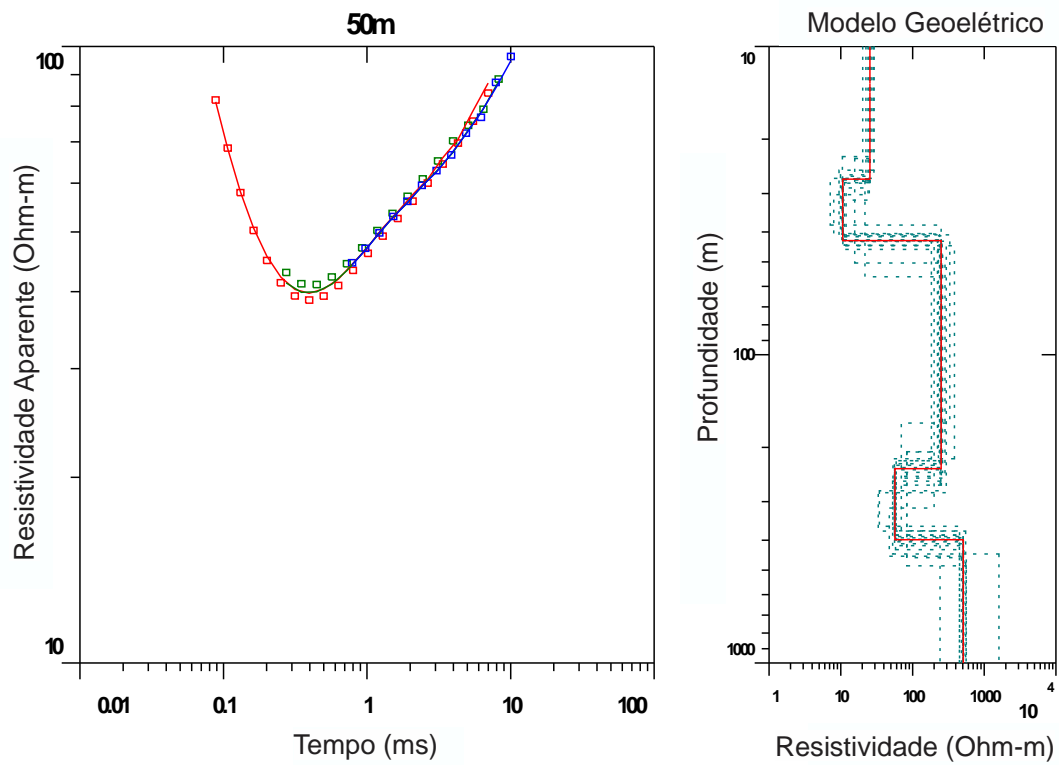 50m
Modelo Geoelétrico
100
10
Resistividade Aparente (Ohm-m)
0.01 0.1 1 10 100
Tempo (ms)
10
100
1000
Profundidade (m)
1 10 100 1000 10 4
Resistividade (Ohm-m)